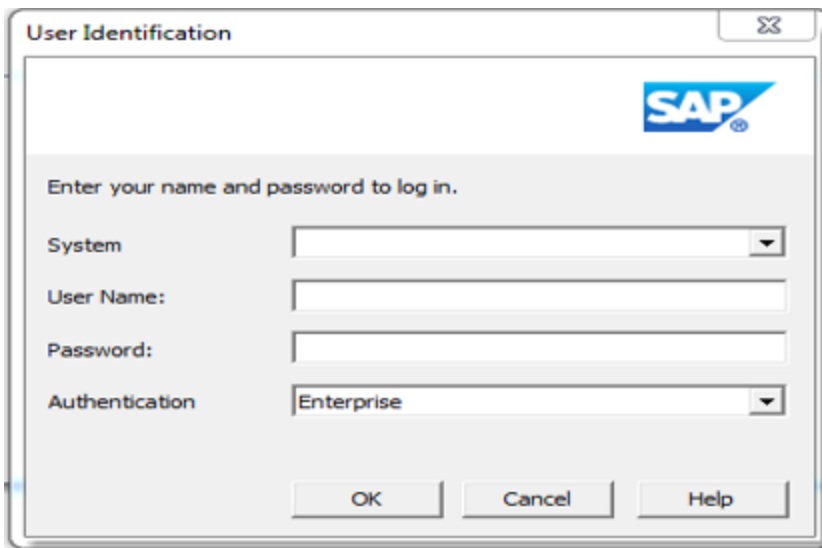 User Identification
SAP®
Enter your name and password to log in.
System
User Name:
Password:
Authentication Enterprise
OK Cancel Help